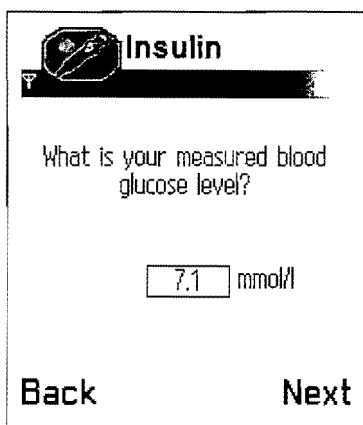 Insulin
What is your measured blood
glucose level?
7.1 mmol/l
Back Next